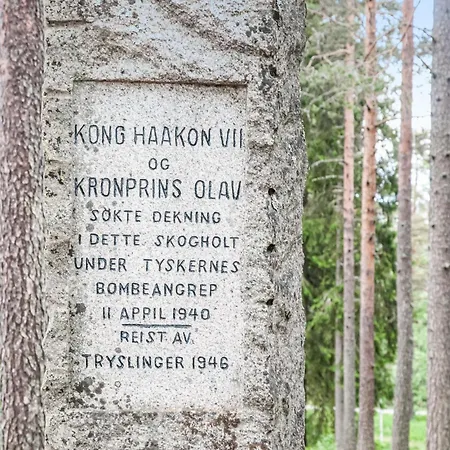 KONG HAAKON VII
OG
KRONPRINS OLAV
SØKTE DEKNING
I DETTE SKOGHOLT
UNDER TYSKERNES
BOMBEANGREP
11 APRIL 1940
REIST AV
TRYSLINGER 1946